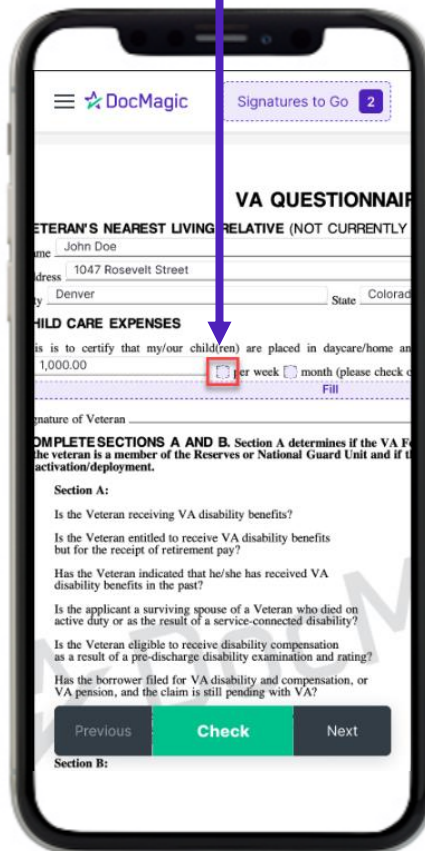 DocMagic
Signatures to Go 2
VA QUESTIONNAIR
ETERAN'S NEAREST LIVING RELATIVE (NOT CURRENTLY
me John Doe
dress 1047 Rosevelt Street
ty Denver State Colorad
HILD CARE EXPENSES
is is to certify that my/our child(ren) are placed in daycare/home an
1,000.00 per week month (please check o
Fill
gnature of Veteran
OMPLETE SECTIONS A AND B. Section A determines if the VA F
the veteran is a member of the Reserves or National Guard Unit and if th
activation/deployment.
Section A:
Is the Veteran receiving VA disability benefits?
Is the Veteran entitled to receive VA disability benefits
but for the receipt of retirement pay?
Has the Veteran indicated that he/she has received VA
disability benefits in the past?
Is the applicant a surviving spouse of a Veteran who died on
active duty or as the result of a service-connected disability?
Is the Veteran eligible to receive disability compensation
as a result of a pre-discharge disability examination and rating?
Has the borrower filed for VA disability and compensation, or
VA pension, and the claim is still pending with VA?
DocM
Previous Check Next
Section B: